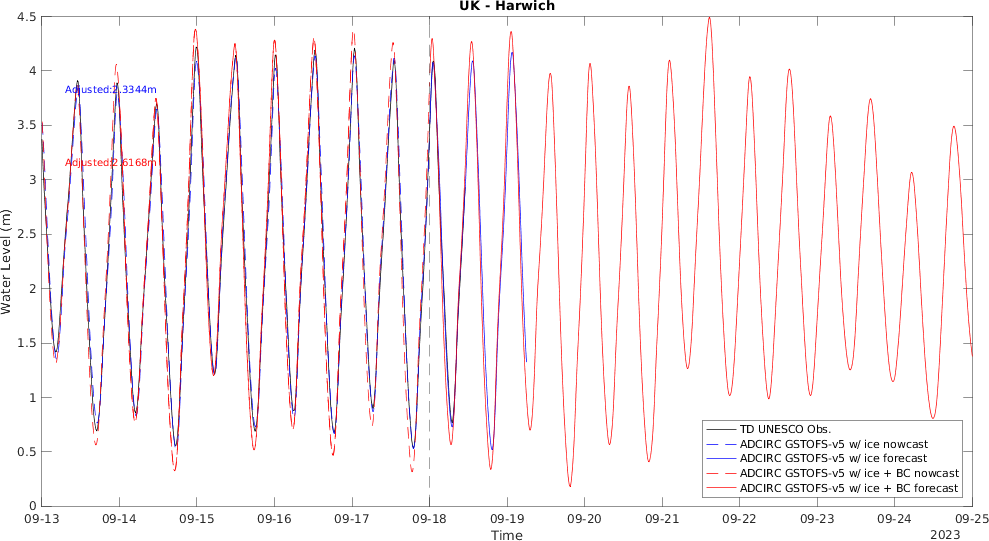 UK - Harwich
4.5
4
3.5
3
2.5
2
1.5
1
0.5
0
Water Level (m)
Adjusted:2.3344m
Adjusted:2.6168m
TD UNESCO Obs.
ADCIRC GSTOFS-v5 w/ ice nowcast
ADCIRC GSTOFS-v5 w/ ice forecast
ADCIRC GSTOFS-v5 w/ ice + BC nowcast
ADCIRC GSTOFS-v5 w/ ice + BC forecast
09-13 09-14 09-15 09-16 09-17 09-18 09-19 09-20 09-21 09-22 09-23 09-24 09-25
Time
2023